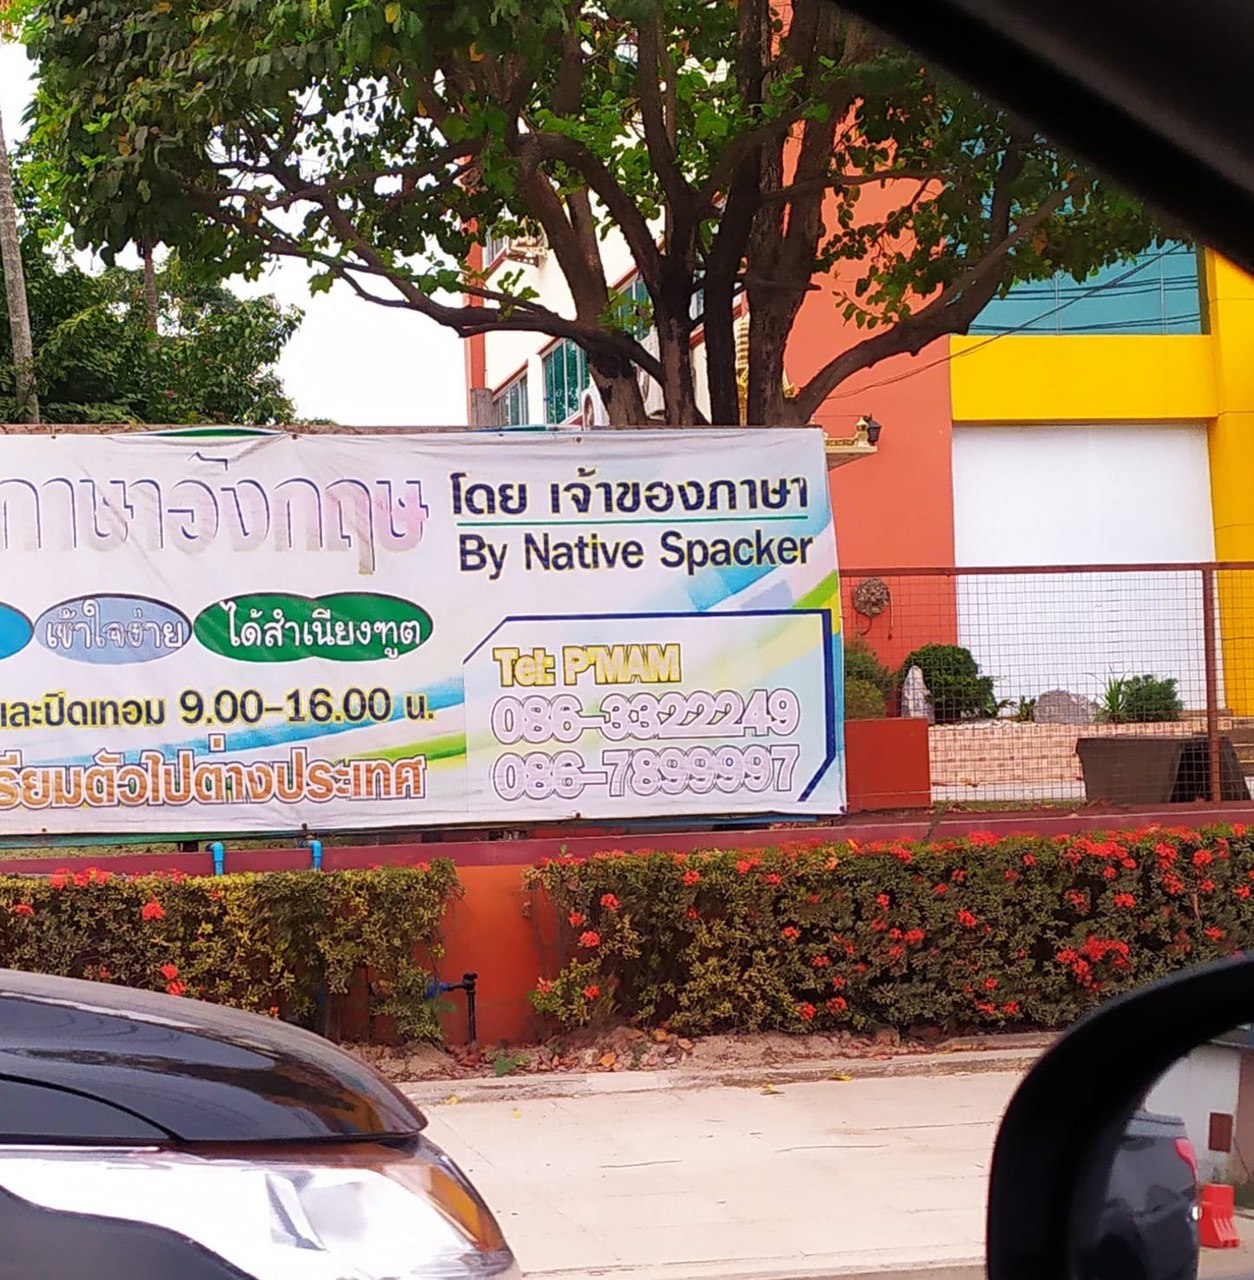 ภาษาอังกฤษ
โดย เจ้าของภาษา
By Native Spacker
เข้าใจง่าย
ได้สำเนียงฑูต
และปิดเทอม 9.00-16.00 น.
รียมตัวไปต่างประเทศ
Tel: P'MAM
086-3322249
086-7899997